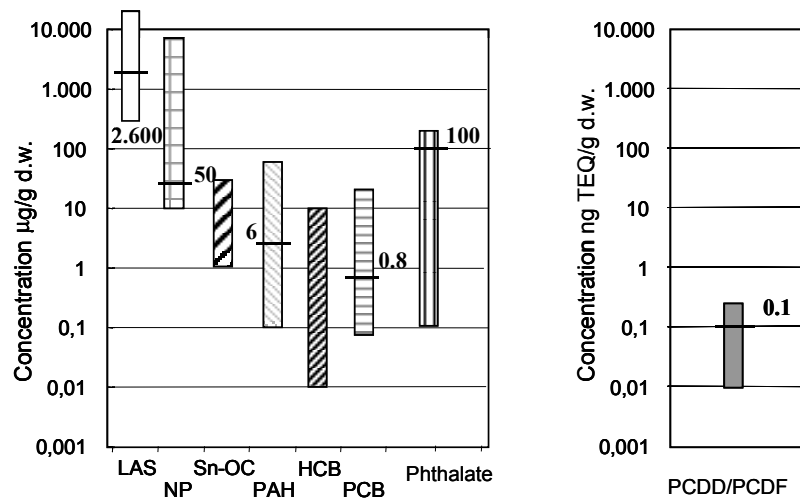 Concentration µg/g d.w.
10.000
1.000
100
10
1
0,1
0,01
0,001
2.600
50
6
0.8
100
LAS
NP
Sn-OC
PAH
HCB
PCB
Phthalate
Concentration ng TEQ/g d.w.
10.000
1.000
100
10
1
0,1
0,01
0,001
0.1
PCDD/PCDF